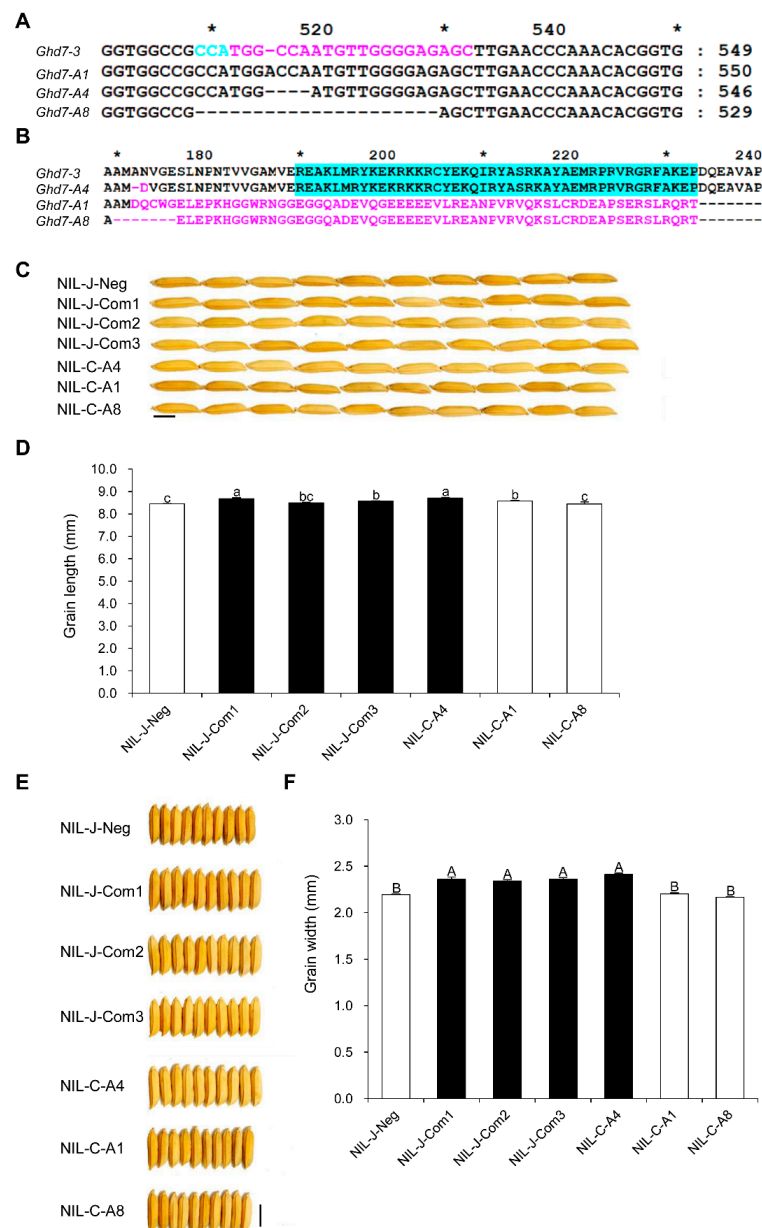 A
* 520 * 540 *
Ghd7-3 GGTGGCCGCCATGG-CCAATGTTGGGGAGAGCTTGAACCCAAACACGGTG : 549
Ghd7-A1 GGTGGCCGCCATGGACCAATGTTGGGGAGAGCTTGAACCCAAACACGGTG : 550
Ghd7-A4 GGTGGCCGCCATGG----ATGTTGGGGAGAGCTTGAACCCAAACACGGTG : 546
Ghd7-A8 GGTGGCCG---------------------AGCTTGAACCCAAACACGGTG : 529
B
* 180 * 200 * 220 * 240
Ghd7-3 AAMANVGESLNPNTVVGAMVEREAKLMRYKEKRKKRCYEKQIRYASRKAYAEMRPRVRGRFAKEPDQEAVAP
Ghd7-A4 AAM-DVGESLNPNTVVGAMVEREAKLMRYKEKRKKRCYEKQIRYASRKAYAEMRPRVRGRFAKEPDQEAVAP
Ghd7-A1 AAMDQCWGELEPKHGGWRNGGEGGQADEVQGEEEEEVLREANPVRVQKSLCRDEAPSERSLRQRT-------
Ghd7-A8 A-------ELEPKHGGWRNGGEGGQADEVQGEEEEEVLREANPVRVQKSLCRDEAPSERSLRQRT-------
C
NIL-J-Neg
NIL-J-Com1
NIL-J-Com2
NIL-J-Com3
NIL-C-A4
NIL-C-A1
NIL-C-A8
D
Grain length (mm)
10.0
9.0
8.0
7.0
6.0
5.0
4.0
3.0
2.0
1.0
0.0
c a bc b a b c
NIL-J-Neg
NIL-J-Com1
NIL-J-Com2
NIL-J-Com3
NIL-C-A4
NIL-C-A1
NIL-C-A8
E
NIL-J-Neg
NIL-J-Com1
NIL-J-Com2
NIL-J-Com3
NIL-C-A4
NIL-C-A1
NIL-C-A8
F
Grain width (mm)
3.0
2.5
2.0
1.5
1.0
0.5
0.0
B A A A A B B
NIL-J-Neg
NIL-J-Com1
NIL-J-Com2
NIL-J-Com3
NIL-C-A4
NIL-C-A1
NIL-C-A8